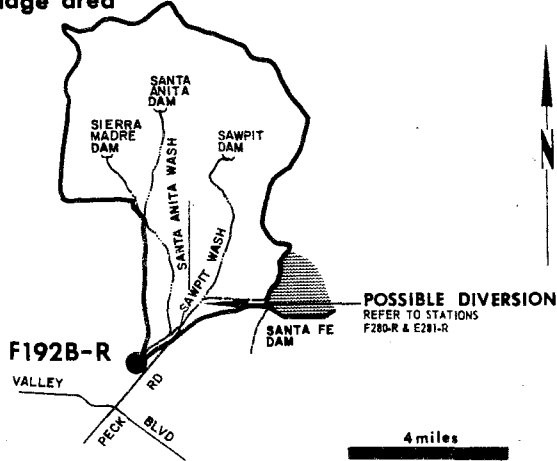 age area
SANTA
ANITA
DAM
SIERRA
MADRE
DAM
SAWPIT
DAM
N
SANTA ANITA WASH
SAWPIT WASH
POSSIBLE DIVERSION
REFER TO STATIONS
F280-R & E281-R
SANTA FE
DAM
F192B-R
VALLEY
BLVD
PECK
RD
4 miles